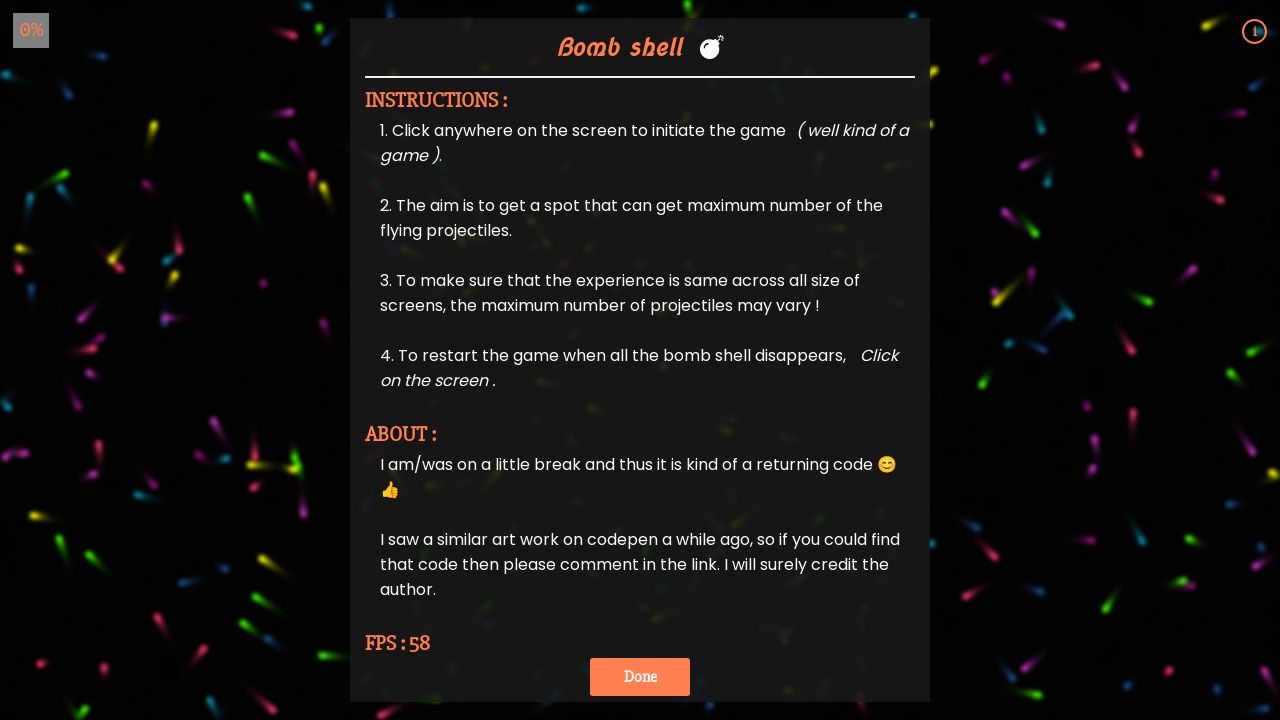 0%
i
Bomb shell 💣
INSTRUCTIONS :
1. Click anywhere on the screen to initiate the game ( well kind of a
game ).
2. The aim is to get a spot that can get maximum number of the
flying projectiles.
3. To make sure that the experience is same across all size of
screens, the maximum number of projectiles may vary !
4. To restart the game when all the bomb shell disappears, Click
on the screen .
ABOUT :
I am/was on a little break and thus it is kind of a returning code 😊
👍
I saw a similar art work on codepen a while ago, so if you could find
that code then please comment in the link. I will surely credit the
author.
FPS : 58
Done